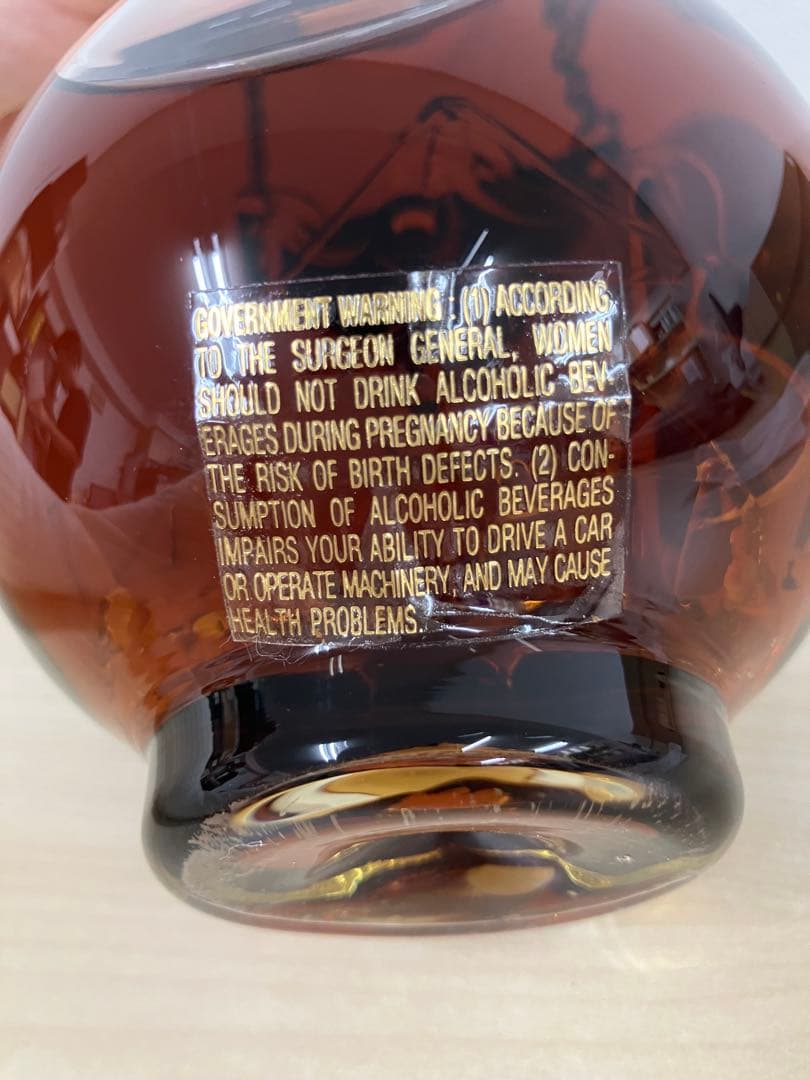 GOVERNMENT WARNING : (1) ACCORDING
TO THE SURGEON GENERAL, WOMEN
SHOULD NOT DRINK ALCOHOLIC BEV-
ERAGES DURING PREGNANCY BECAUSE OF
THE RISK OF BIRTH DEFECTS. (2) CON-
SUMPTION OF ALCOHOLIC BEVERAGES
IMPAIRS YOUR ABILITY TO DRIVE A CAR
OR OPERATE MACHINERY, AND MAY CAUSE
HEALTH PROBLEMS.